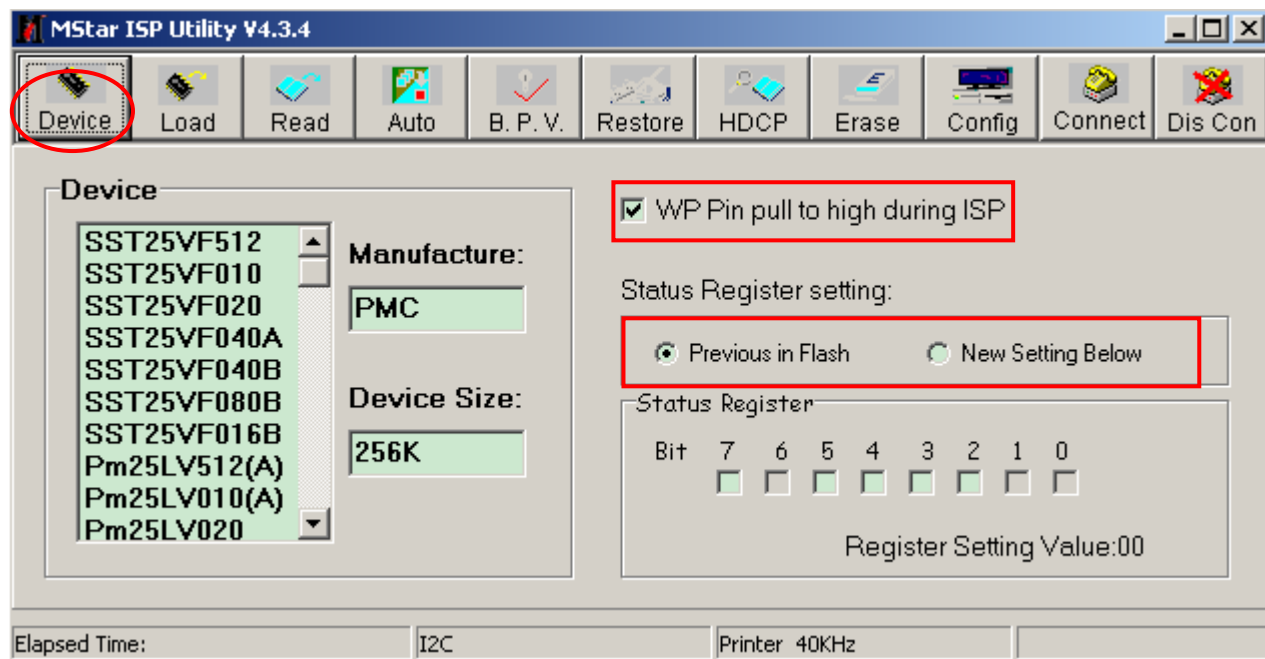 MStar ISP Utility V4.3.4
Device Load Read Auto B. P. V. Restore HDCP Erase Config Connect Dis Con
Device
SST25VF512
SST25VF010
SST25VF020
SST25VF040A
SST25VF040B
SST25VF080B
SST25VF016B
Pm25LV512(A)
Pm25LV010(A)
Pm25LV020
Manufacture:
PMC
Device Size:
256K
WP Pin pull to high during ISP
Status Register setting:
Previous in Flash New Setting Below
Status Register
Bit 7 6 5 4 3 2 1 0
Register Setting Value:00
Elapsed Time: I2C Printer 40KHz